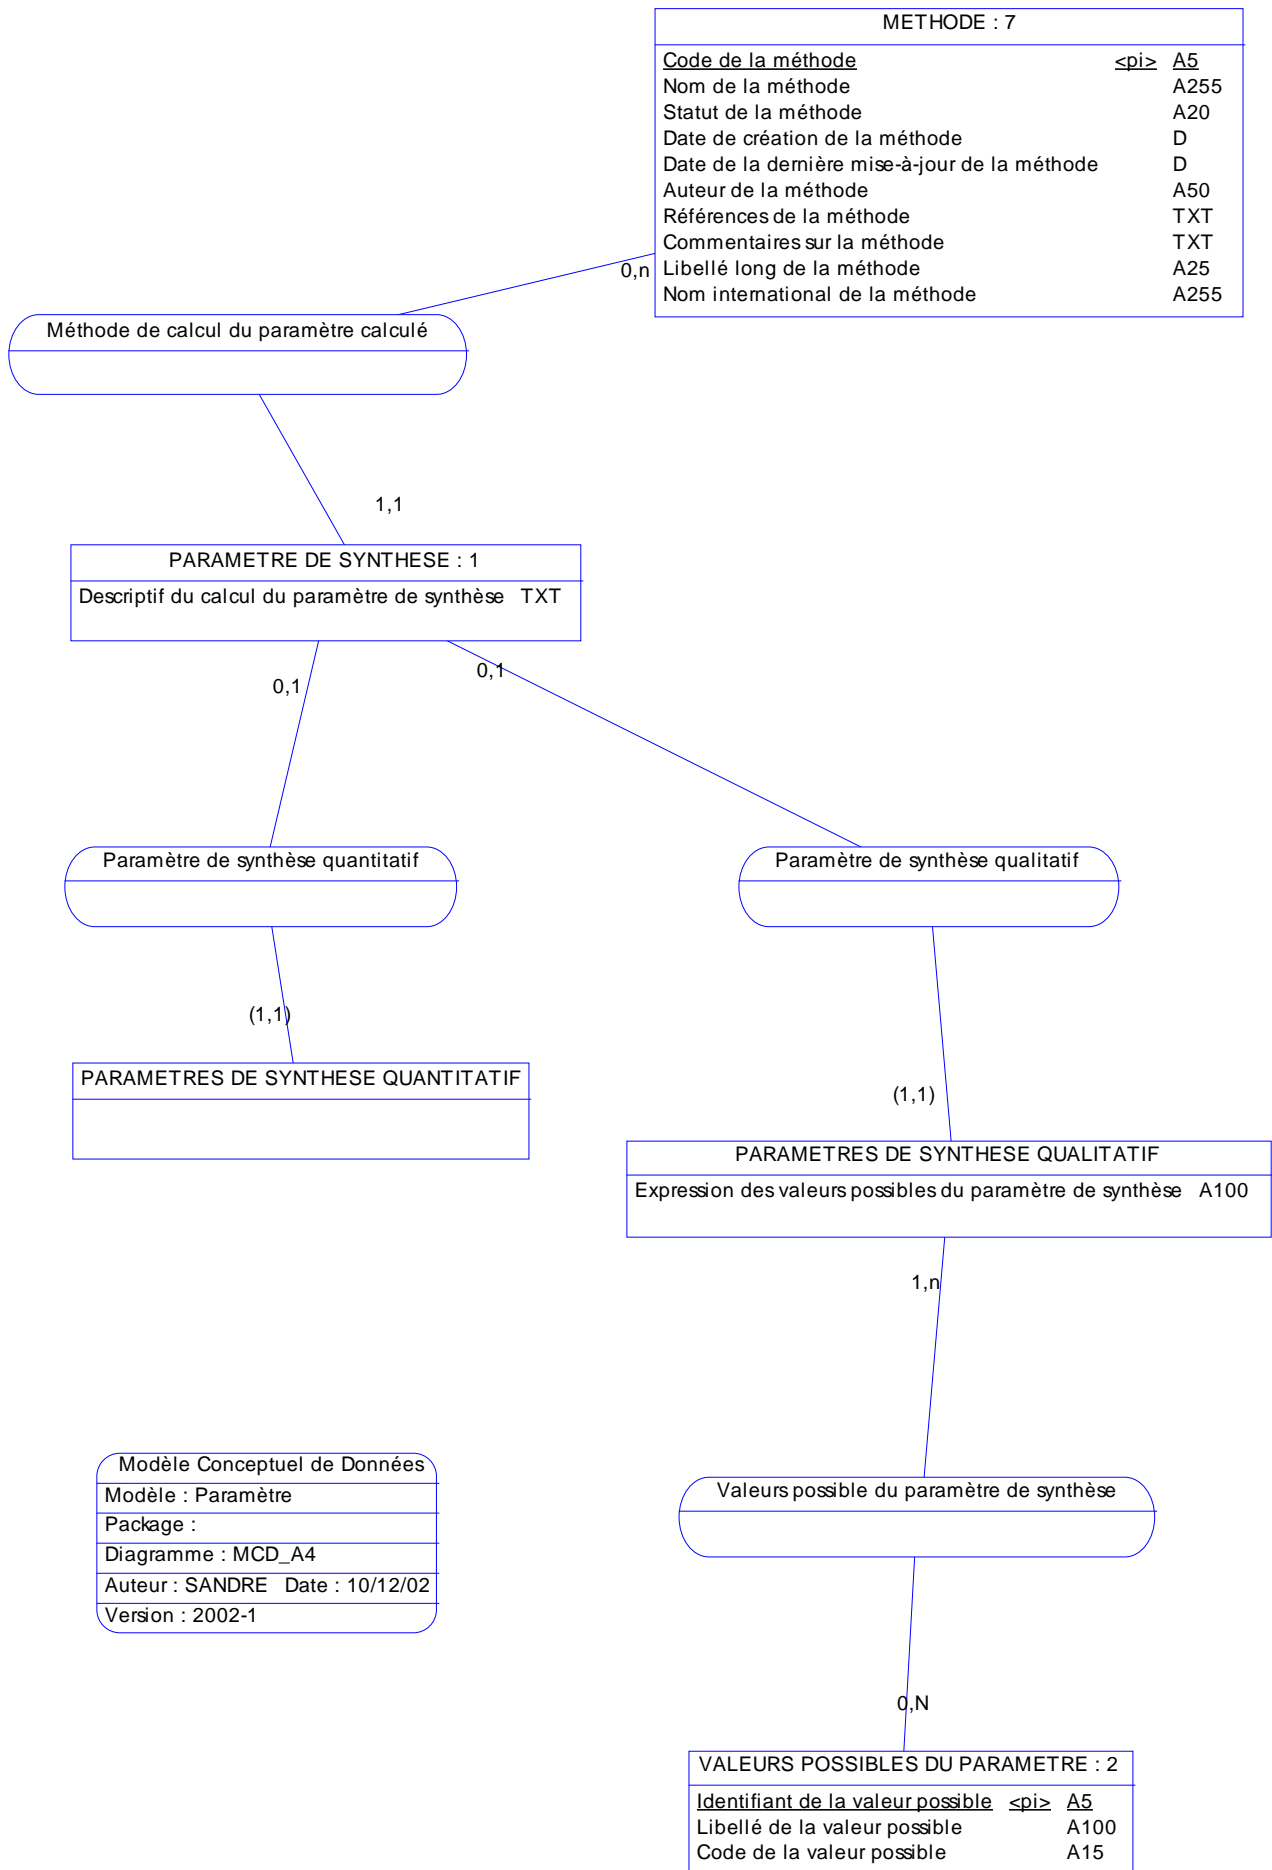 METHODE : 7
Code de la méthode <pi> A5
Nom de la méthode A255
Statut de la méthode A20
Date de création de la méthode D
Date de la dernière mise-à-jour de la méthode D
Auteur de la méthode A50
Références de la méthode TXT
Commentaires sur la méthode TXT
Libellé long de la méthode A25
Nom international de la méthode A255
0,n
Méthode de calcul du paramètre calculé
1,1
PARAMETRE DE SYNTHESE : 1
Descriptif du calcul du paramètre de synthèse TXT
0,1
0,1
Paramètre de synthèse quantitatif
Paramètre de synthèse qualitatif
(1,1)
PARAMETRES DE SYNTHESE QUANTITATIF
(1,1)
PARAMETRES DE SYNTHESE QUALITATIF
Expression des valeurs possibles du paramètre de synthèse A100
1,n
Modèle Conceptuel de Données
Modèle : Paramètre
Package :
Diagramme : MCD_A4
Auteur : SANDRE Date : 10/12/02
Version : 2002-1
Valeurs possible du paramètre de synthèse
0,N
VALEURS POSSIBLES DU PARAMETRE : 2
Identifiant de la valeur possible <pi> A5
Libellé de la valeur possible A100
Code de la valeur possible A15